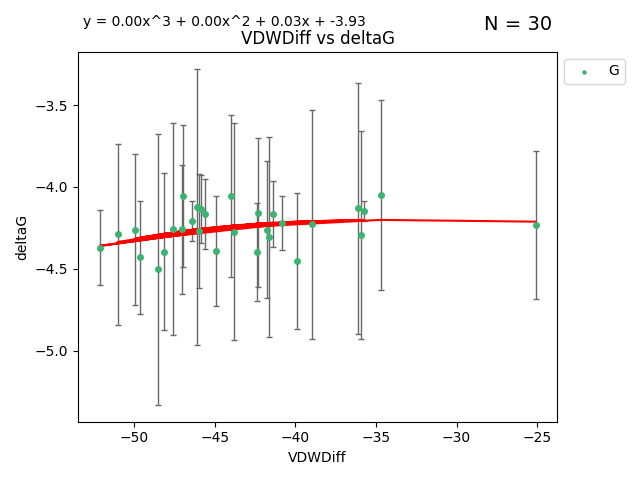 y = 0.00x^3 + 0.00x^2 + 0.03x + -3.93
N = 30
VDWDiff vs deltaG
G
−3.5
−4.0
−4.5
−5.0
deltaG
−50
−45
−40
−35
−30
−25
VDWDiff